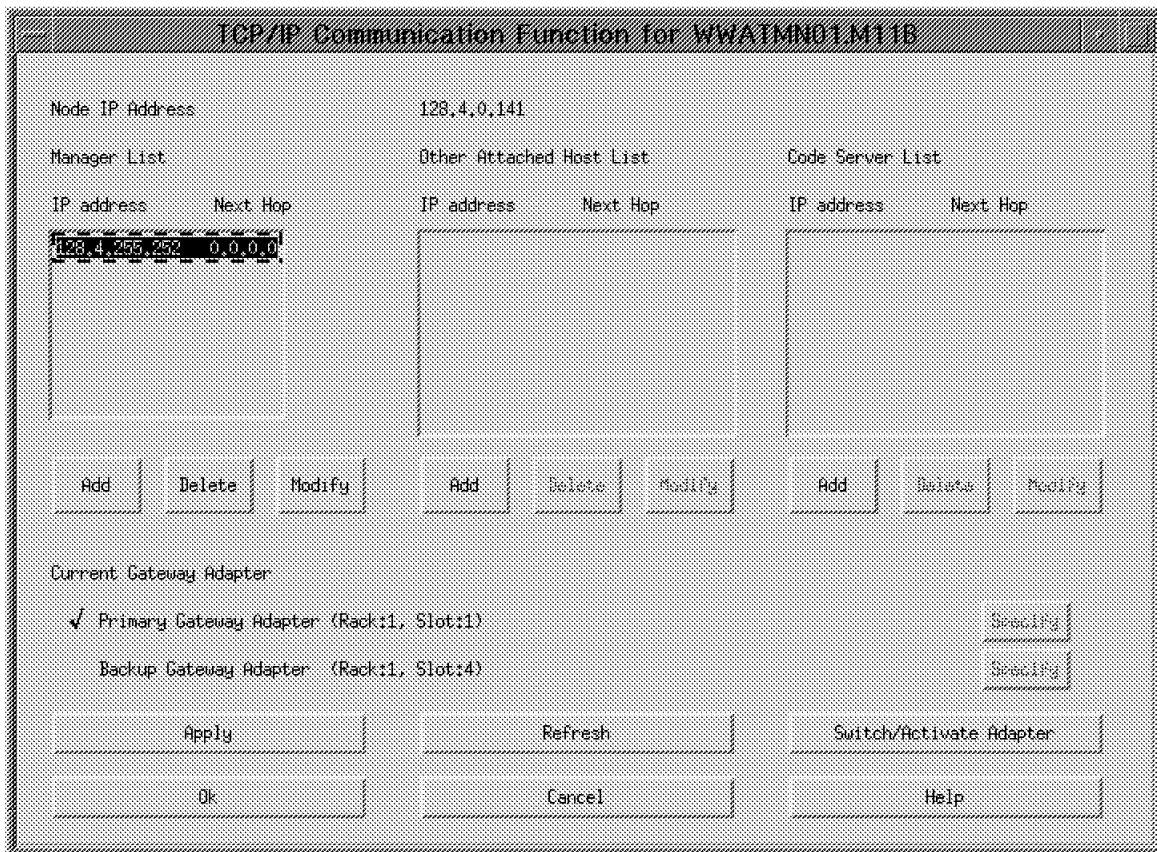 TCP/IP Communication Function for WWATMN01.M11B
Node IP Address 128.4.0.141
Manager List Other Attached Host List Code Server List
IP address Next Hop IP address Next Hop IP address Next Hop
128.4.255.252 0.0.0.0
Add Delete Modify Add Delete Modify Add Delete Modify
Current Gateway Adapter
√ Primary Gateway Adapter (Rack:1, Slot:1) Specify
Backup Gateway Adapter (Rack:1, Slot:4) Specify
Apply Refresh Switch/Activate Adapter
Ok Cancel Help